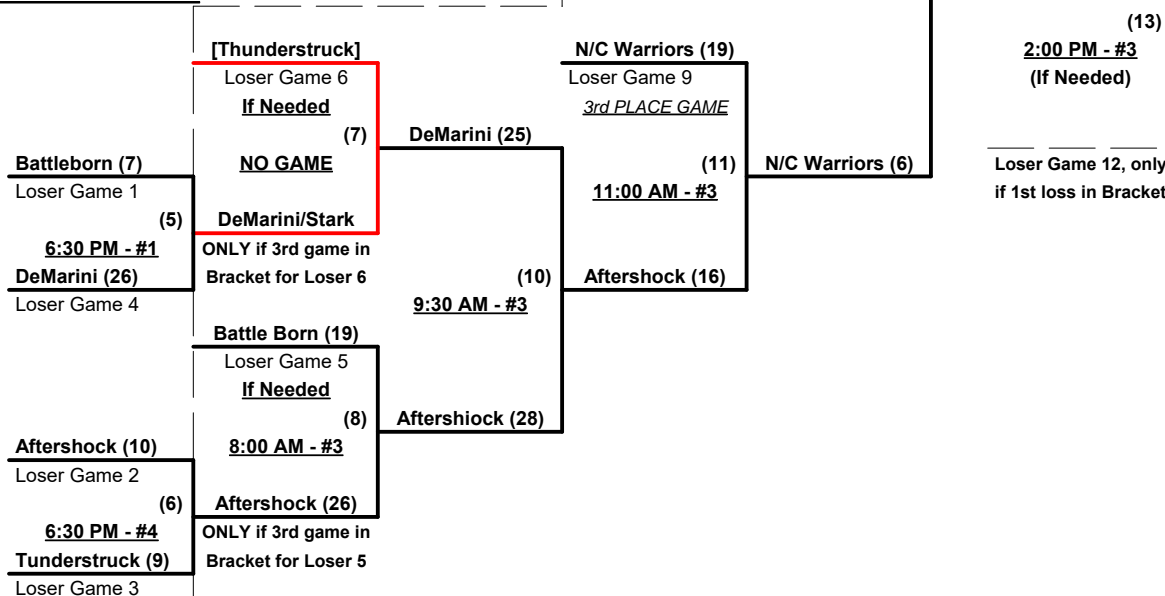 (13)
[Thunderstruck]
N/C Warriors (19)
2:00 PM - #3
Loser Game 6
Loser Game 9
(If Needed)
If Needed
3rd PLACE GAME
(7)
DeMarini (25)
Battleborn (7)
NO GAME
(11)
N/C Warriors (6)
Loser Game 12, only
Loser Game 1
11:00 AM - #3
if 1st loss in Bracket
(5)
DeMarini/Stark
6:30 PM - #1
ONLY if 3rd game in
DeMarini (26)
Bracket for Loser 6
(10)
Aftershock (16)
Loser Game 4
9:30 AM - #3
Battle Born (19)
Loser Game 5
If Needed
(8)
Aftershiock (28)
Aftershock (10)
8:00 AM - #3
Loser Game 2
(6)
Aftershock (26)
6:30 PM - #4
ONLY if 3rd game in
Tunderstruck (9)
Bracket for Loser 5
Loser Game 3